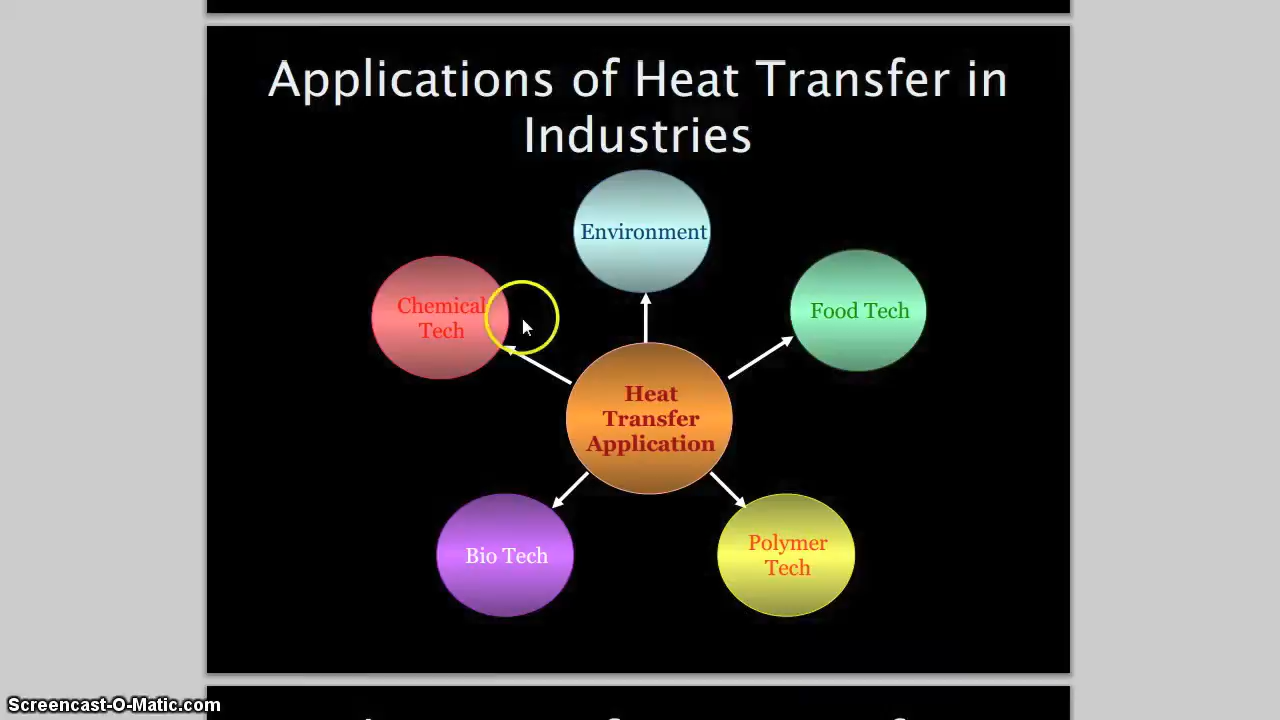 Applications of Heat Transfer in
Industries
Environment
Chemical
Tech
Food Tech
Heat
Transfer
Application
Bio Tech
Polymer
Tech
Screencast-O-Matic.com